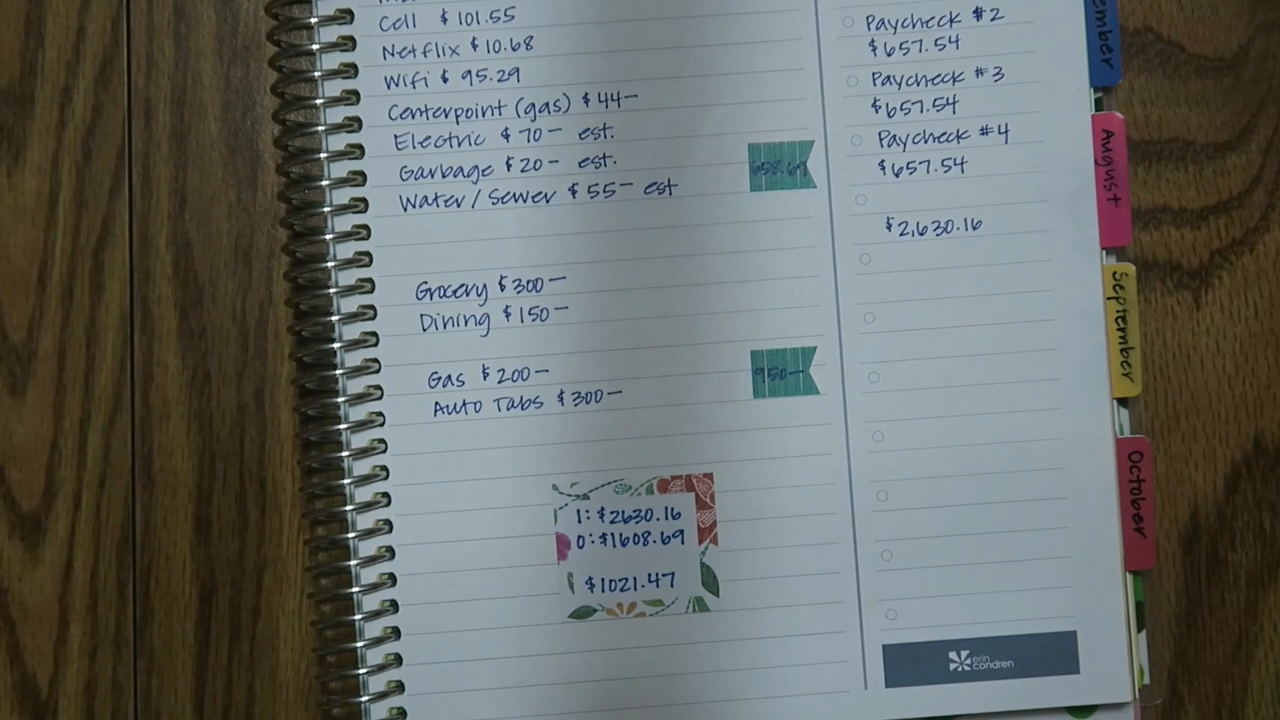 Cell $101.55
Netflix $10.68
Wifi $95.29
Centerpoint (gas) $44—
Electric $70— est.
Garbage $20— est.
658.69
Water/Sewer $55— est
Grocery $300—
Dining $150—
Gas $200—
950—
Auto Tabs $300—
I: $2630.16
O: $1608.69
$1021.47
Paycheck #2
$657.54
Paycheck #3
$657.54
Paycheck #4
$657.54
$2,630.16
erin
condren
ember
August
September
October